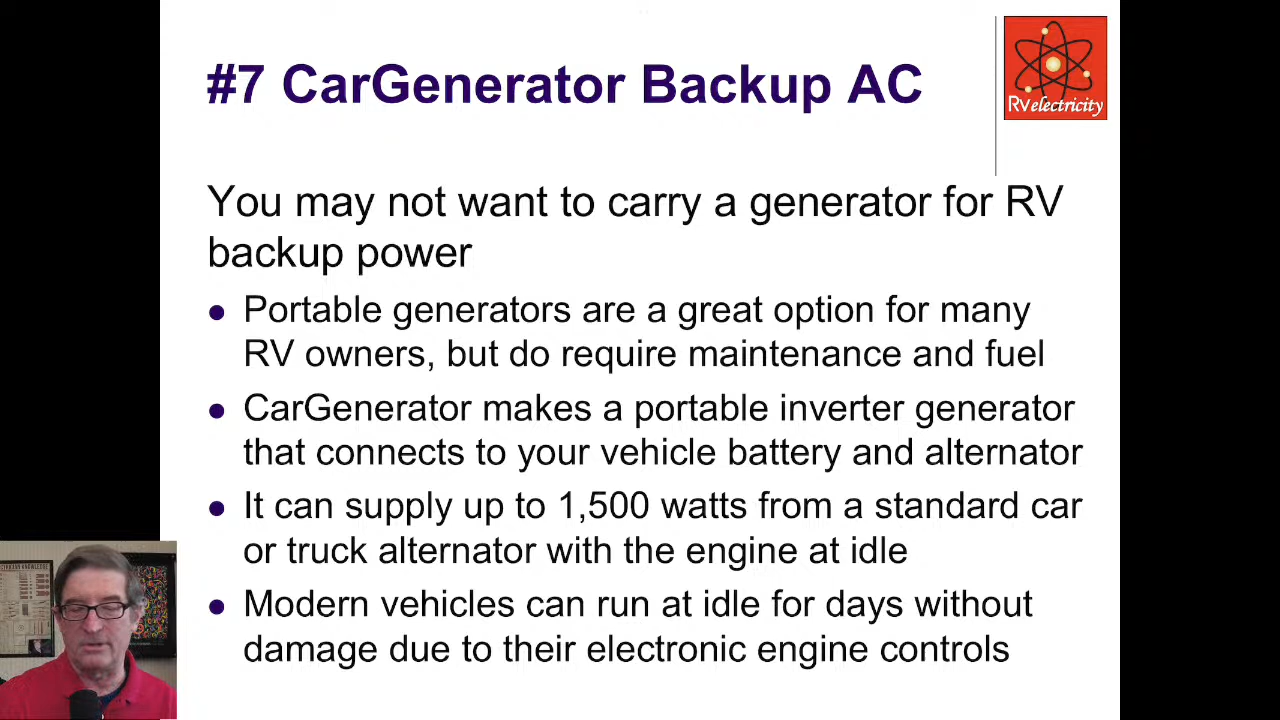 #7 CarGenerator Backup AC
RVelectricity
You may not want to carry a generator for RV
backup power
Portable generators are a great option for many
RV owners, but do require maintenance and fuel
CarGenerator makes a portable inverter generator
that connects to your vehicle battery and alternator
It can supply up to 1,500 watts from a standard car
or truck alternator with the engine at idle
Modern vehicles can run at idle for days without
damage due to their electronic engine controls